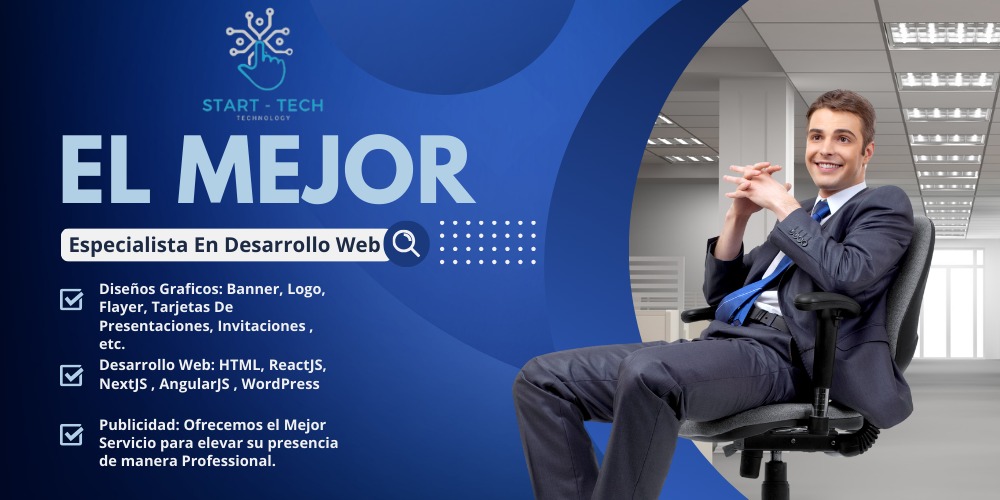 START - TECH
TECHNOLOGY
EL MEJOR
Especialista En Desarrollo Web
Diseños Graficos: Banner, Logo,
Flayer, Tarjetas De
Presentaciones, Invitaciones ,
etc.
Desarrollo Web: HTML, ReactJS,
NextJS , AngularJS , WordPress
Publicidad: Ofrecemos el Mejor
Servicio para elevar su presencia
de manera Profesional.